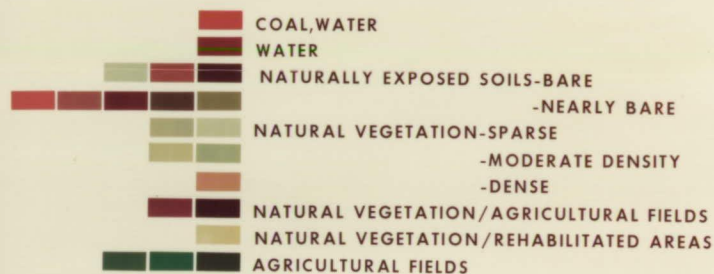 COAL,WATER
WATER
NATURALLY EXPOSED SOILS-BARE
-NEARLY BARE
NATURAL VEGETATION-SPARSE
-MODERATE DENSITY
-DENSE
NATURAL VEGETATION/AGRICULTURAL FIELDS
NATURAL VEGETATION/REHABILITATED AREAS
AGRICULTURAL FIELDS